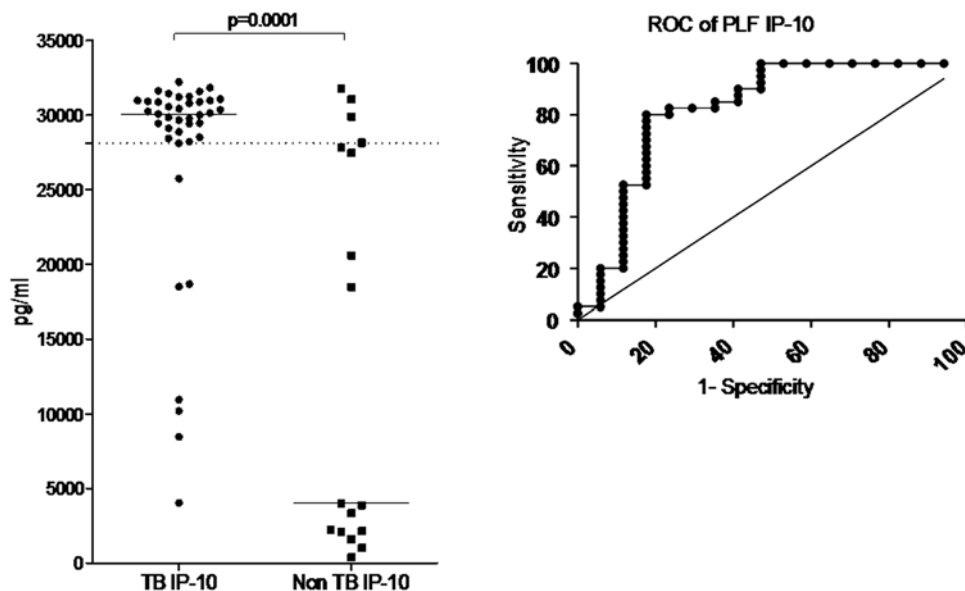 p=0.0001
35000
30000
25000
20000
15000
10000
5000
0
pg/ml
TB IP-10
Non TB IP-10
ROC of PLF IP-10
100
80
60
40
20
0
Sensitivity
0
20
40
60
80
100
1- Specificity